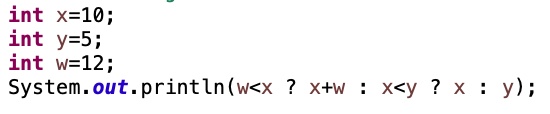 int x=10;
int y=5;
int w=12;
System.out.println(w<x ? x+w : x<y ? x : y);